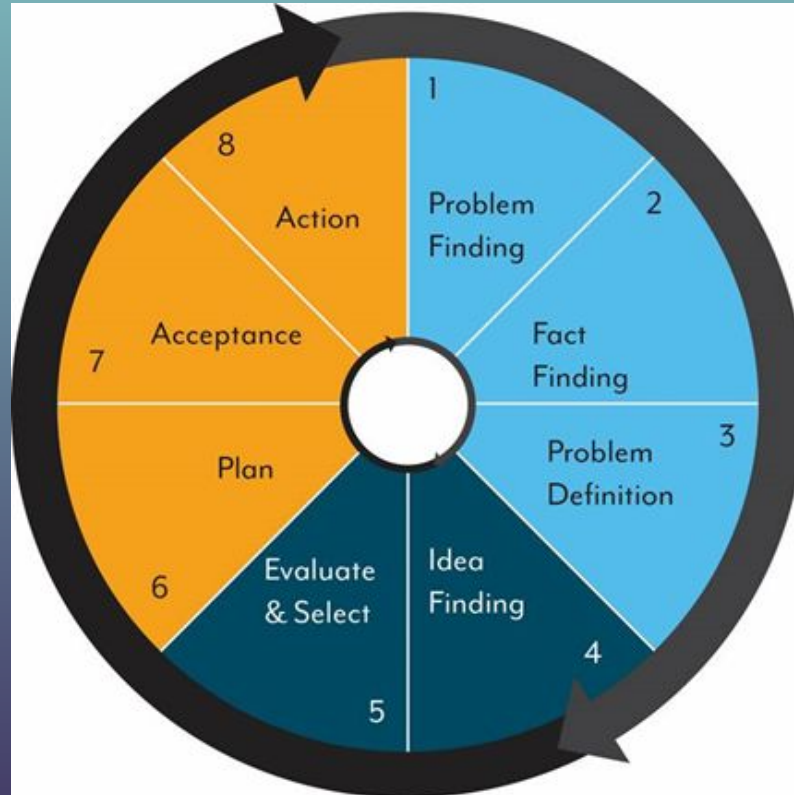 1
Problem
Finding
2
Fact
Finding
3
Problem
Definition
4
Idea
Finding
5
Evaluate
& Select
6
Plan
7
Acceptance
8
Action